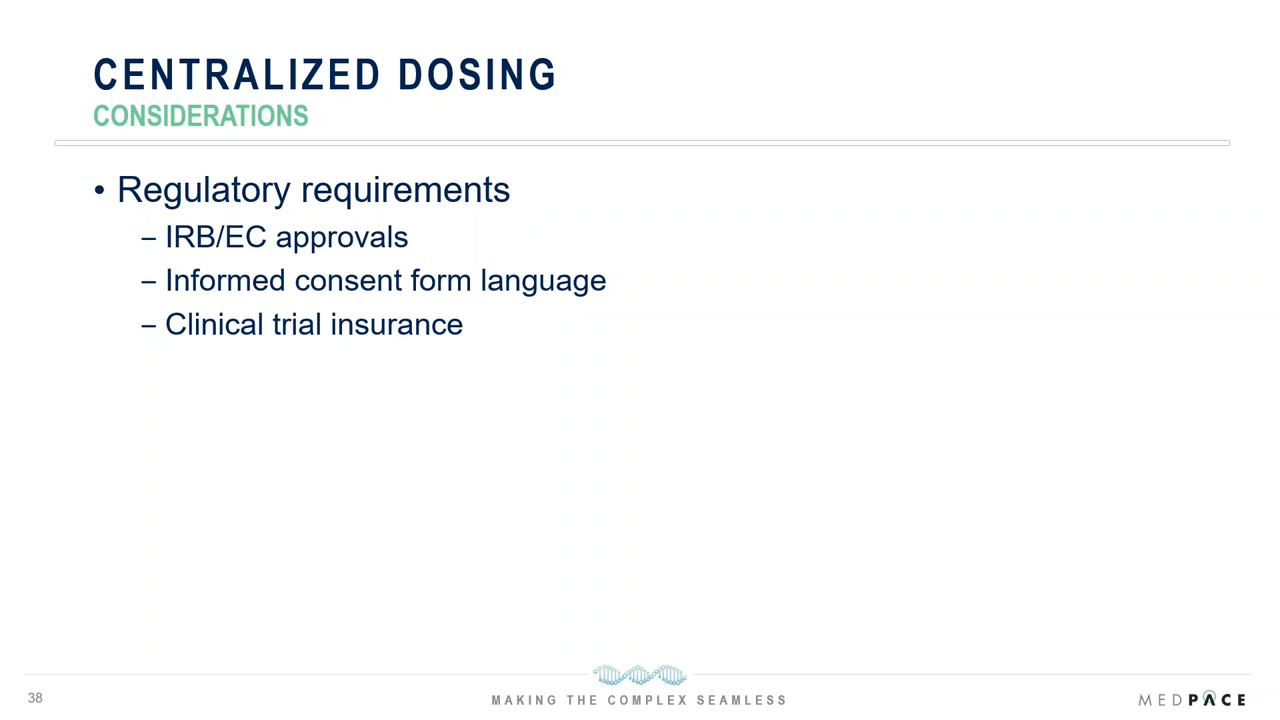 CENTRALIZED DOSING
CONSIDERATIONS
• Regulatory requirements
– IRB/EC approvals
– Informed consent form language
– Clinical trial insurance
38
MAKING THE COMPLEX SEAMLESS
MEDPACE